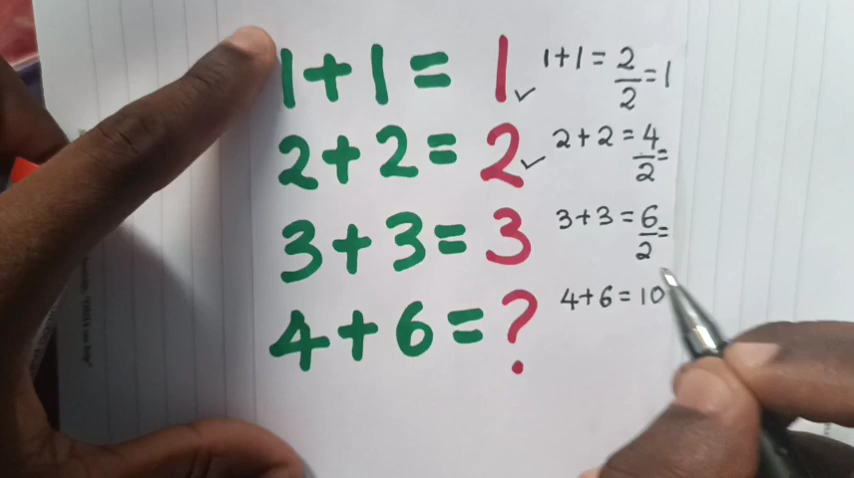 1+1=1 ✓ 1+1=2/2=1
2+2=2 ✓ 2+2=4/2=
3+3=3 3+3=6/2=
4+6=? 4+6=10